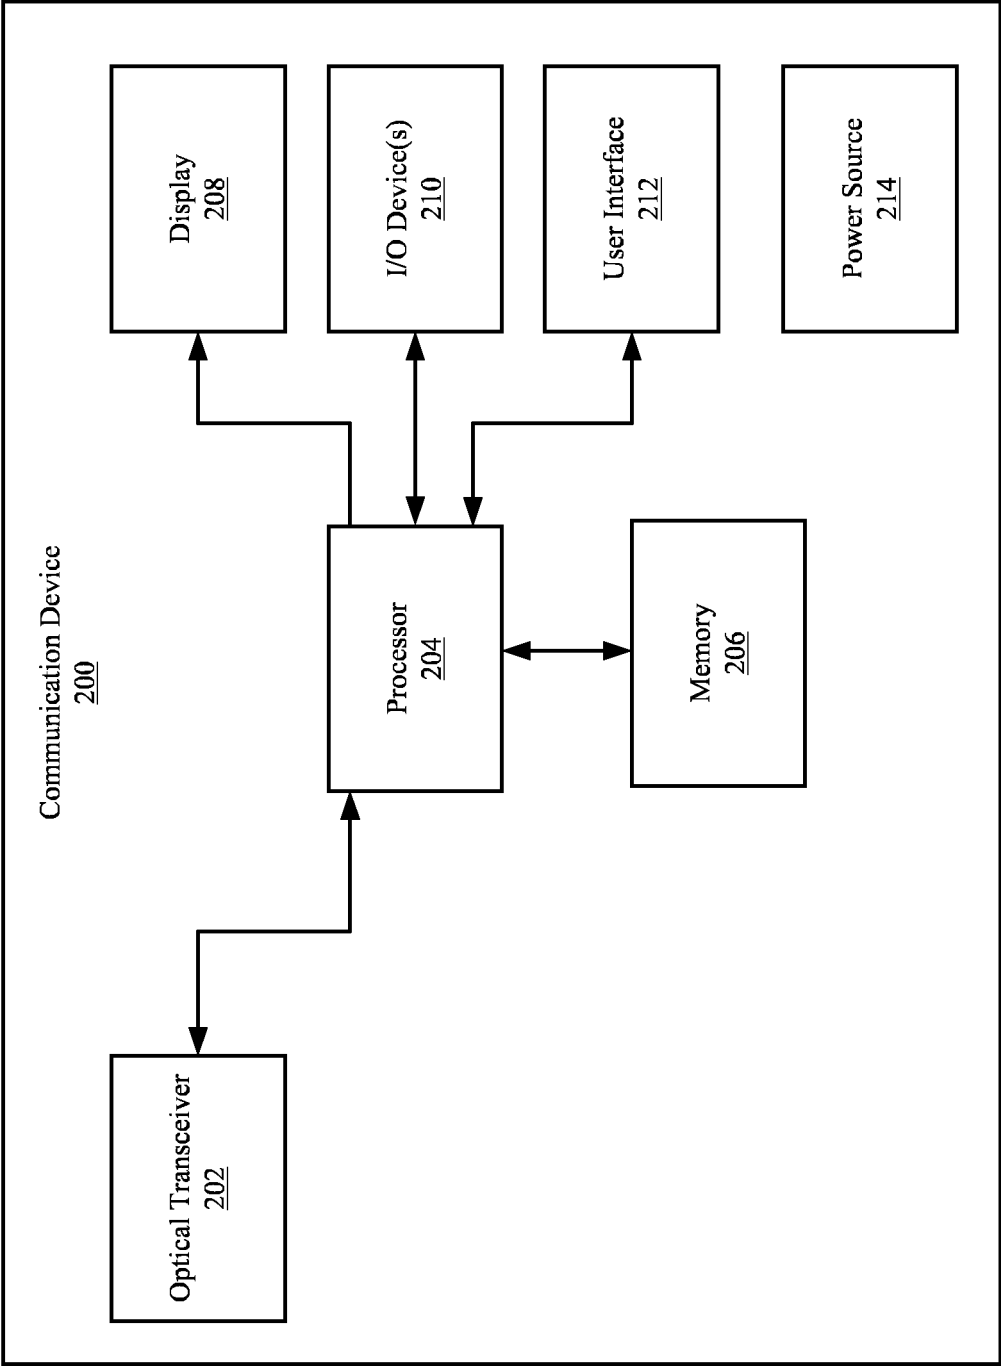 Communication Device
200
Optical Transceiver
202
Processor
204
Memory
206
Display
208
I/O Device(s)
210
User Interface
212
Power Source
214